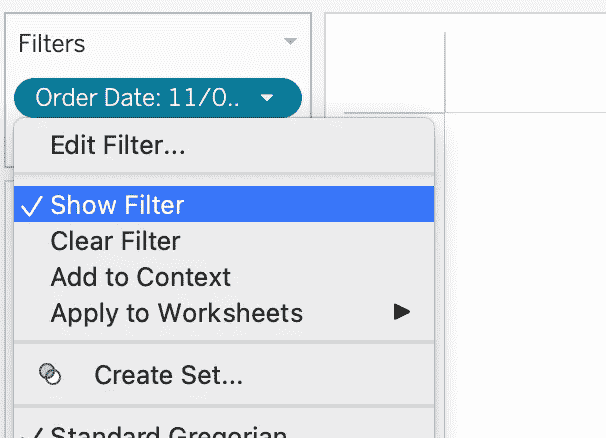 Filters
Order Date: 11/0..
Edit Filter...
Show Filter
Clear Filter
Add to Context
Apply to Worksheets
Create Set...
Standard Gregorian